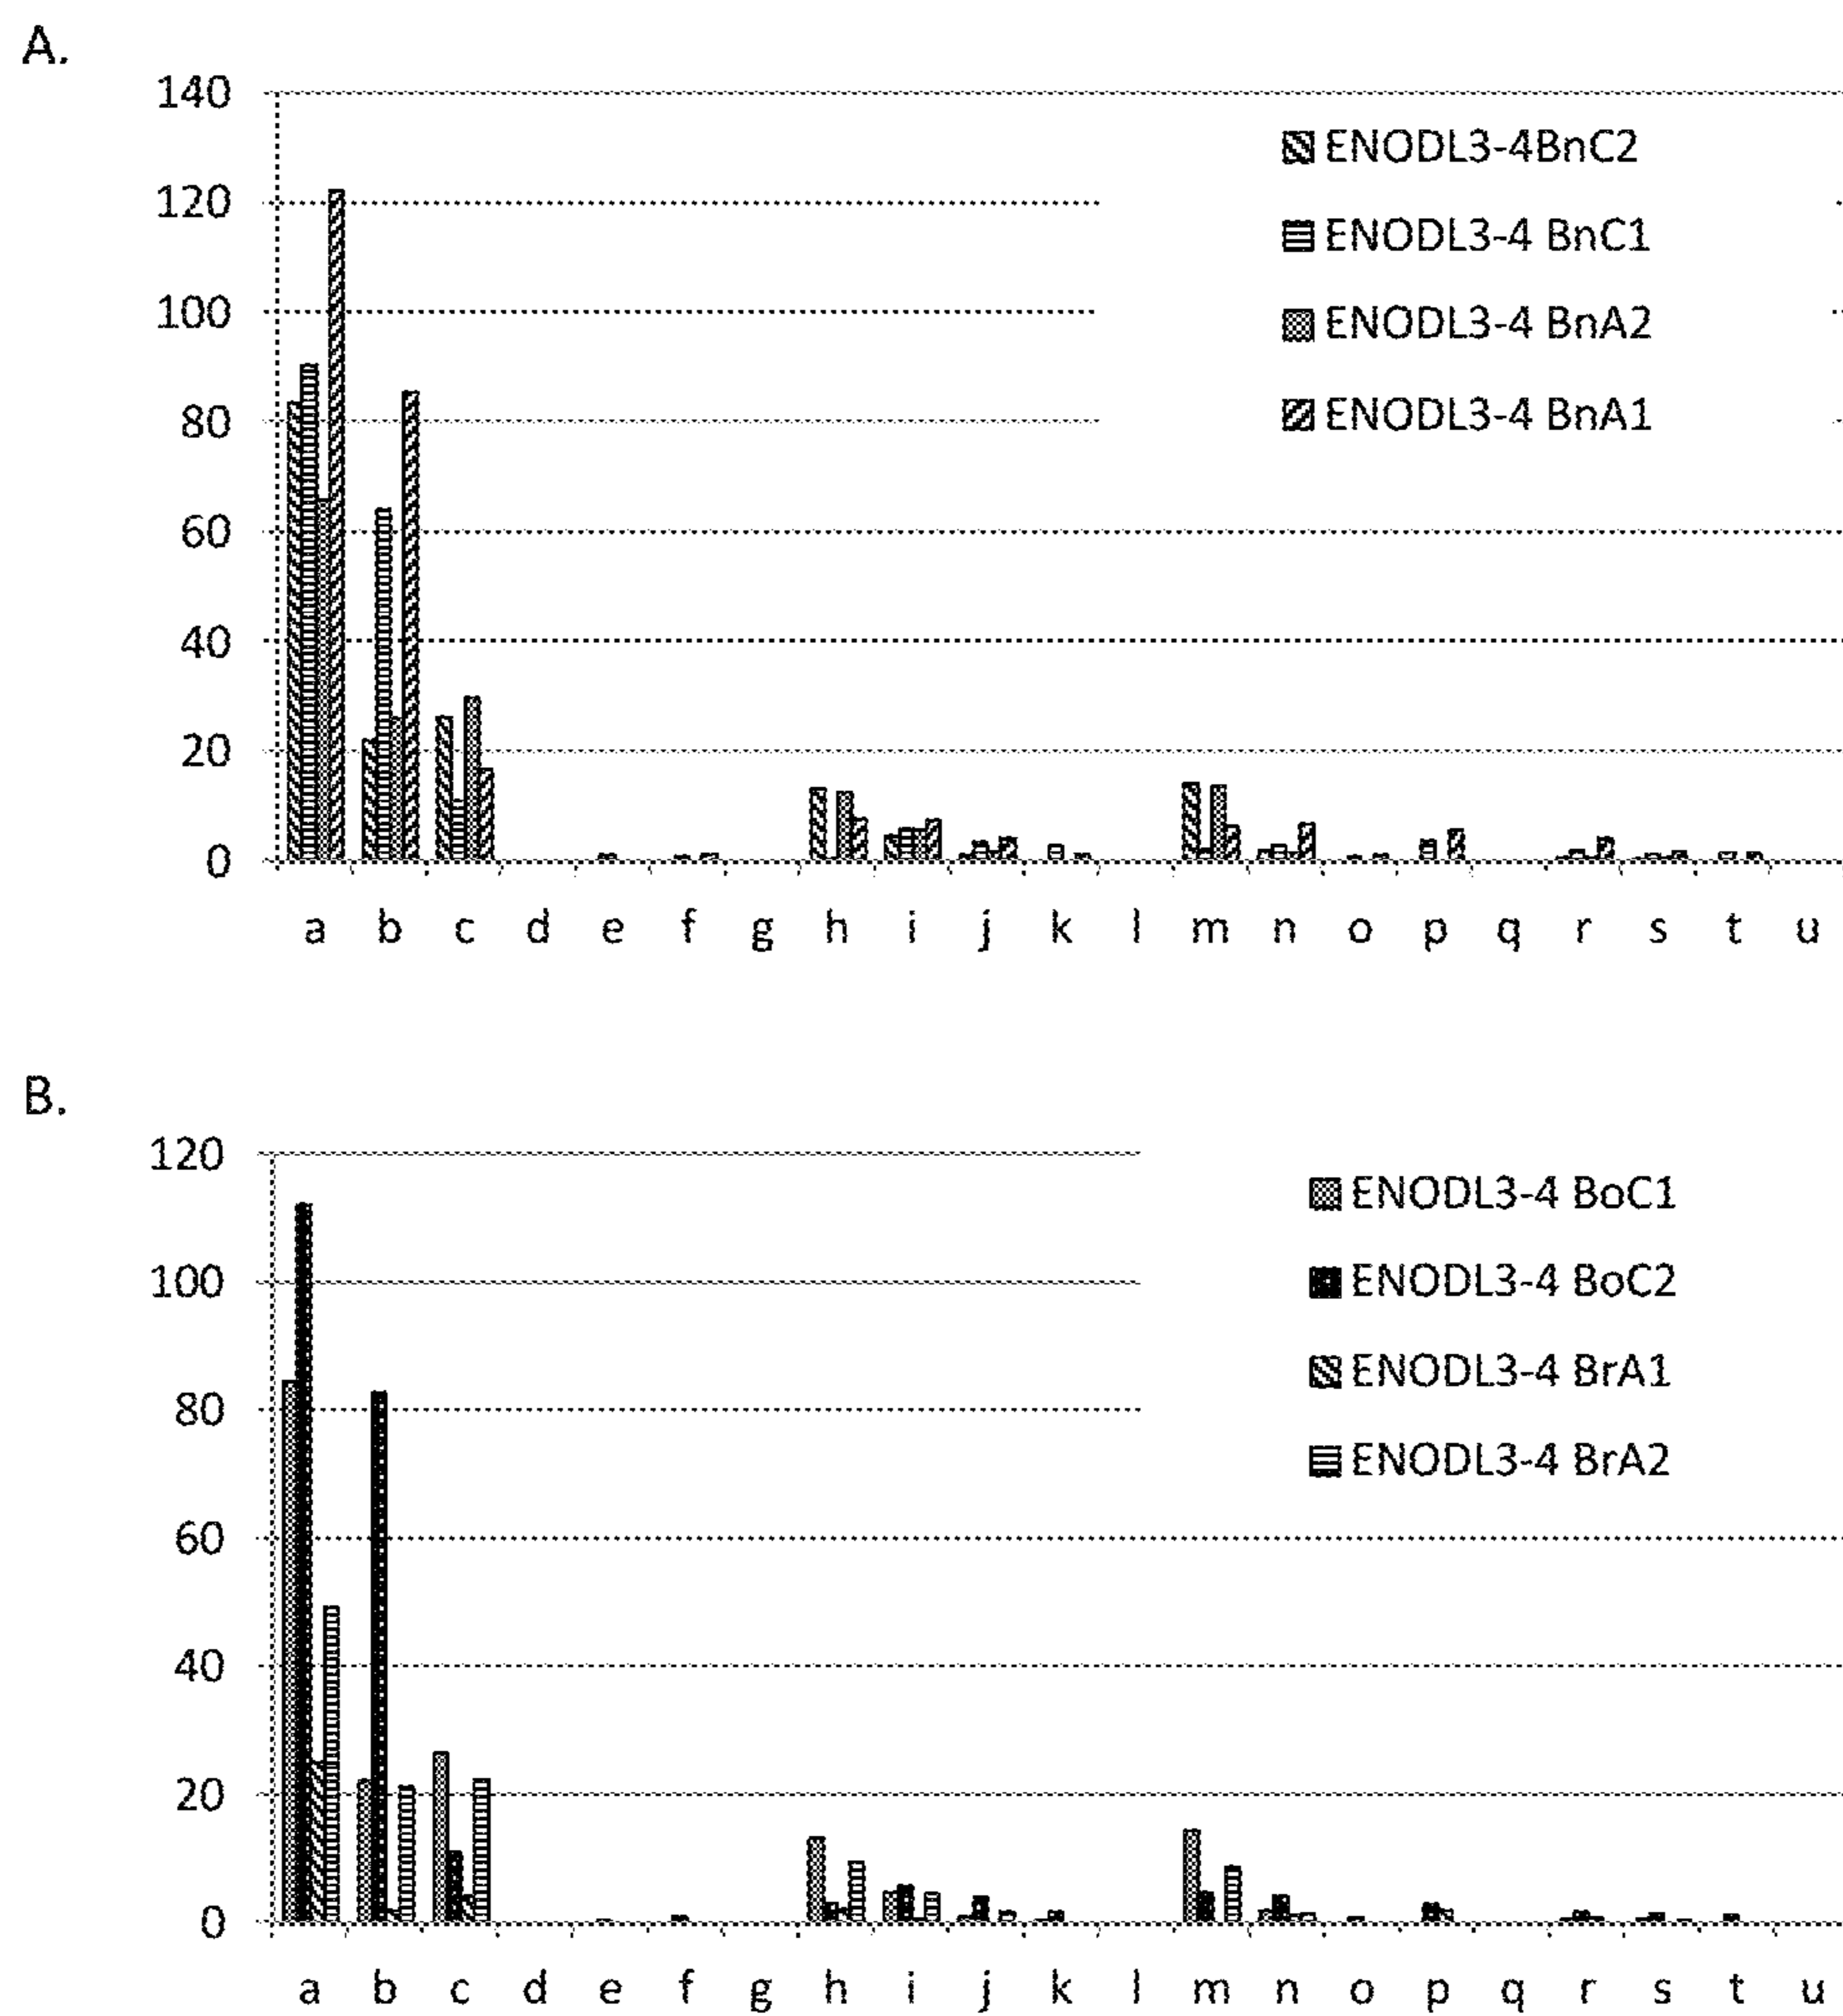 A.
140
120
100
80
60
40
20
0
ENODL3-4BnC2
ENODL3-4 BnC1
ENODL3-4 BnA2
ENODL3-4 BnA1
a b c d e f g h i j k l m n o p q r s t u
B.
120
100
80
60
40
20
0
ENODL3-4 BoC1
ENODL3-4 BoC2
ENODL3-4 BrA1
ENODL3-4 BrA2
a b c d e f g h i j k l m n o p q r s t u